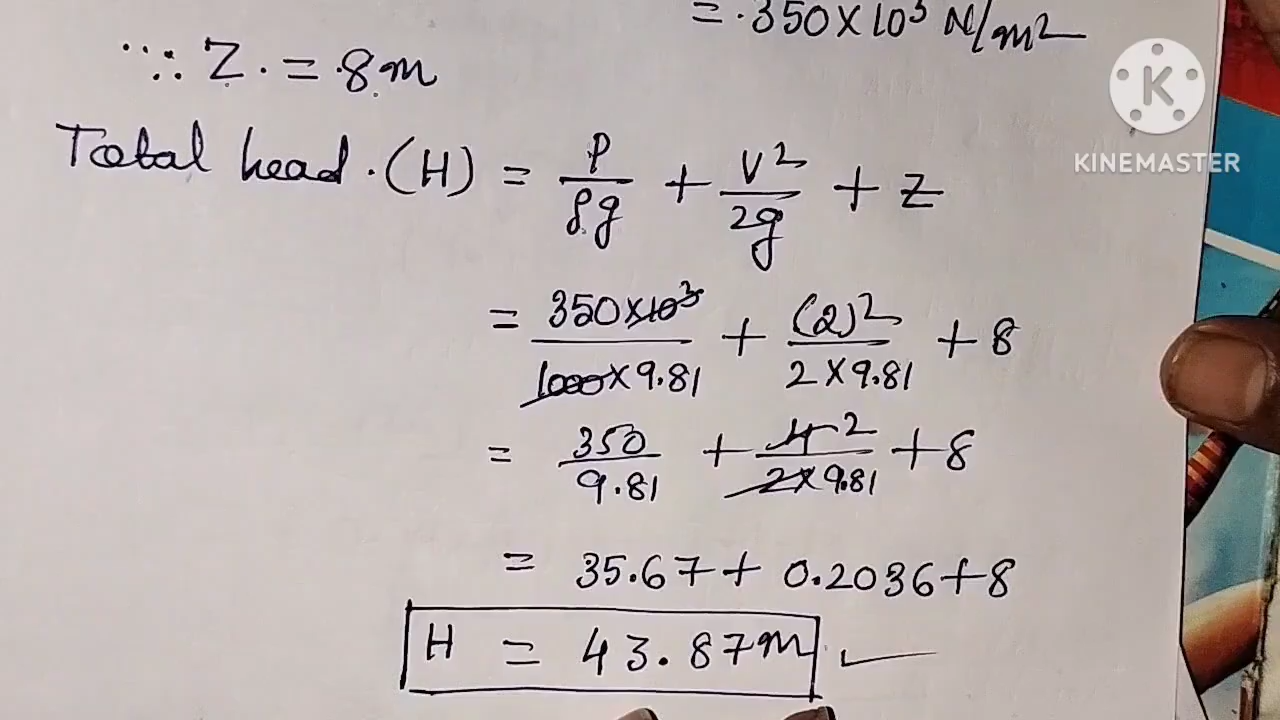 = .350×10³ N/m²
∵ Z. = .8m
K
KINEMASTER
Total head.(H) = P/ρg + V²/2g + Z
= 350×10³/1000×9.81 + (2)²/2×9.81 + 8
= 350/9.81 + 4 2/2×9.81 + 8
= 35.67 + 0.2036 + 8
H = 43.87m